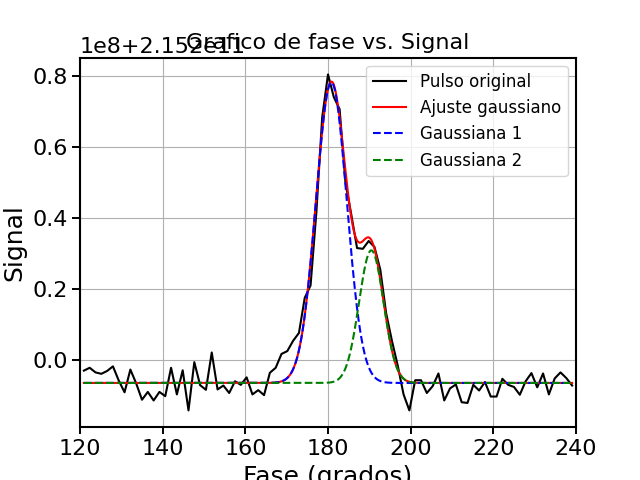 1e8+2.152e11
Grafico de fase vs. Signal
Pulso original
Ajuste gaussiano
Gaussiana 1
Gaussiana 2
0.8
0.6
0.4
0.2
0.0
Signal
120 140 160 180 200 220 240
Fase (grados)